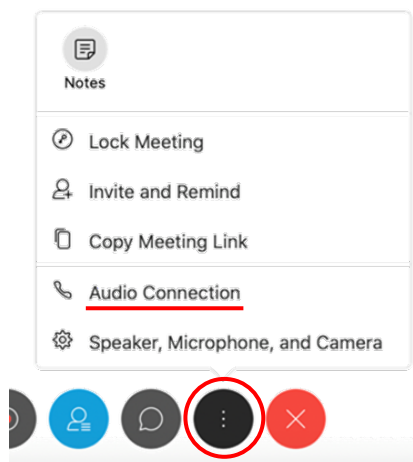 Notes
Lock Meeting
Invite and Remind
Copy Meeting Link
Audio Connection
Speaker, Microphone, and Camera